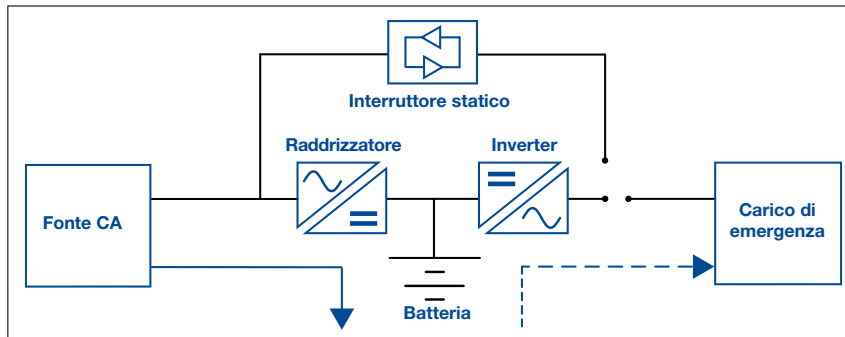 Interruttore statico
Raddrizzatore
Inverter
Fonte CA
Carico di
emergenza
Batteria